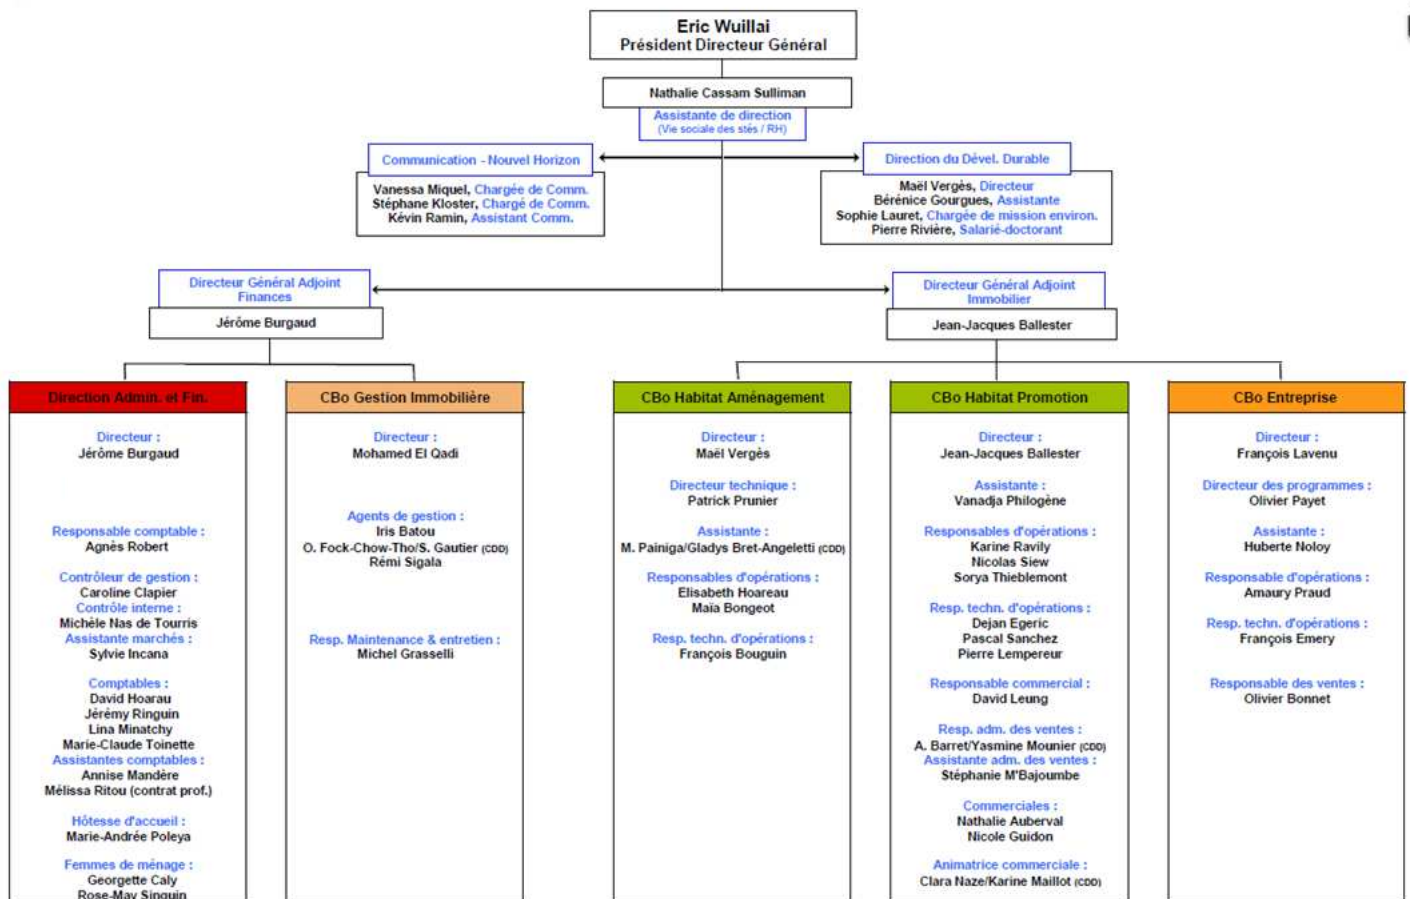 Eric Wuillai
Président Directeur Général
Nathalie Cassam Sulliman
Assistante de direction
(Vie sociale des stés / RH)
Communication - Nouvel Horizon
Vanessa Miquel, Chargée de Comm.
Stéphane Kloster, Chargé de Comm.
Kévin Ramin, Assistant Comm.
Direction du Dével. Durable
Maël Vergès, Directeur
Bérénice Gourgues, Assistante
Sophie Lauret, Chargée de mission environ.
Pierre Rivière, Salarié-doctorant
Directeur Général Adjoint
Finances
Jérôme Burgaud
Directeur Général Adjoint
Immobilier
Jean-Jacques Ballester
Direction Admin. et Fin.
Directeur :
Jérôme Burgaud
Responsable comptable :
Agnès Robert
Contrôleur de gestion :
Caroline Clapier
Contrôle interne :
Michèle Nas de Tourris
Assistante marchés :
Sylvie Incana
Comptables :
David Hoarau
Jérémy Ringuin
Lina Minatchy
Marie-Claude Toinette
Assistantes comptables :
Annise Mandère
Mélissa Ritou (contrat prof.)
Hôtesse d'accueil :
Marie-Andrée Poleya
Femmes de ménage :
Georgette Caly
Rose-May Singuin
CBo Gestion Immobilière
Directeur :
Mohamed El Qadi
Agents de gestion :
Iris Batou
O. Fock-Chow-Tho/S. Gautier (CDD)
Rémi Sigala
Resp. Maintenance & entretien :
Michel Grasselli
CBo Habitat Aménagement
Directeur :
Maël Vergès
Directeur technique :
Patrick Prunier
Assistante :
M. Painiga/Gladys Bret-Angeletti (CDD)
Responsables d'opérations :
Elisabeth Hoareau
Maïa Bongeot
Resp. techn. d'opérations :
François Bouguin
CBo Habitat Promotion
Directeur :
Jean-Jacques Ballester
Assistante :
Vanadja Philogène
Responsables d'opérations :
Karine Ravily
Nicolas Siew
Sorya Thieblemont
Resp. techn. d'opérations :
Dejan Egeric
Pascal Sanchez
Pierre Lempereur
Responsable commercial :
David Leung
Resp. adm. des ventes :
A. Barret/Yasmine Mounier (CDD)
Assistante adm. des ventes :
Stéphanie M'Bajoumbe
Commerciales :
Nathalie Auberval
Nicole Guidon
Animatrice commerciale :
Clara Naze/Karine Maillot (CDD)
CBo Entreprise
Directeur :
François Lavenu
Directeur des programmes :
Olivier Payet
Assistante :
Huberte Noloy
Responsable d'opérations :
Amaury Praud
Resp. techn. d'opérations :
François Emery
Responsable des ventes :
Olivier Bonnet